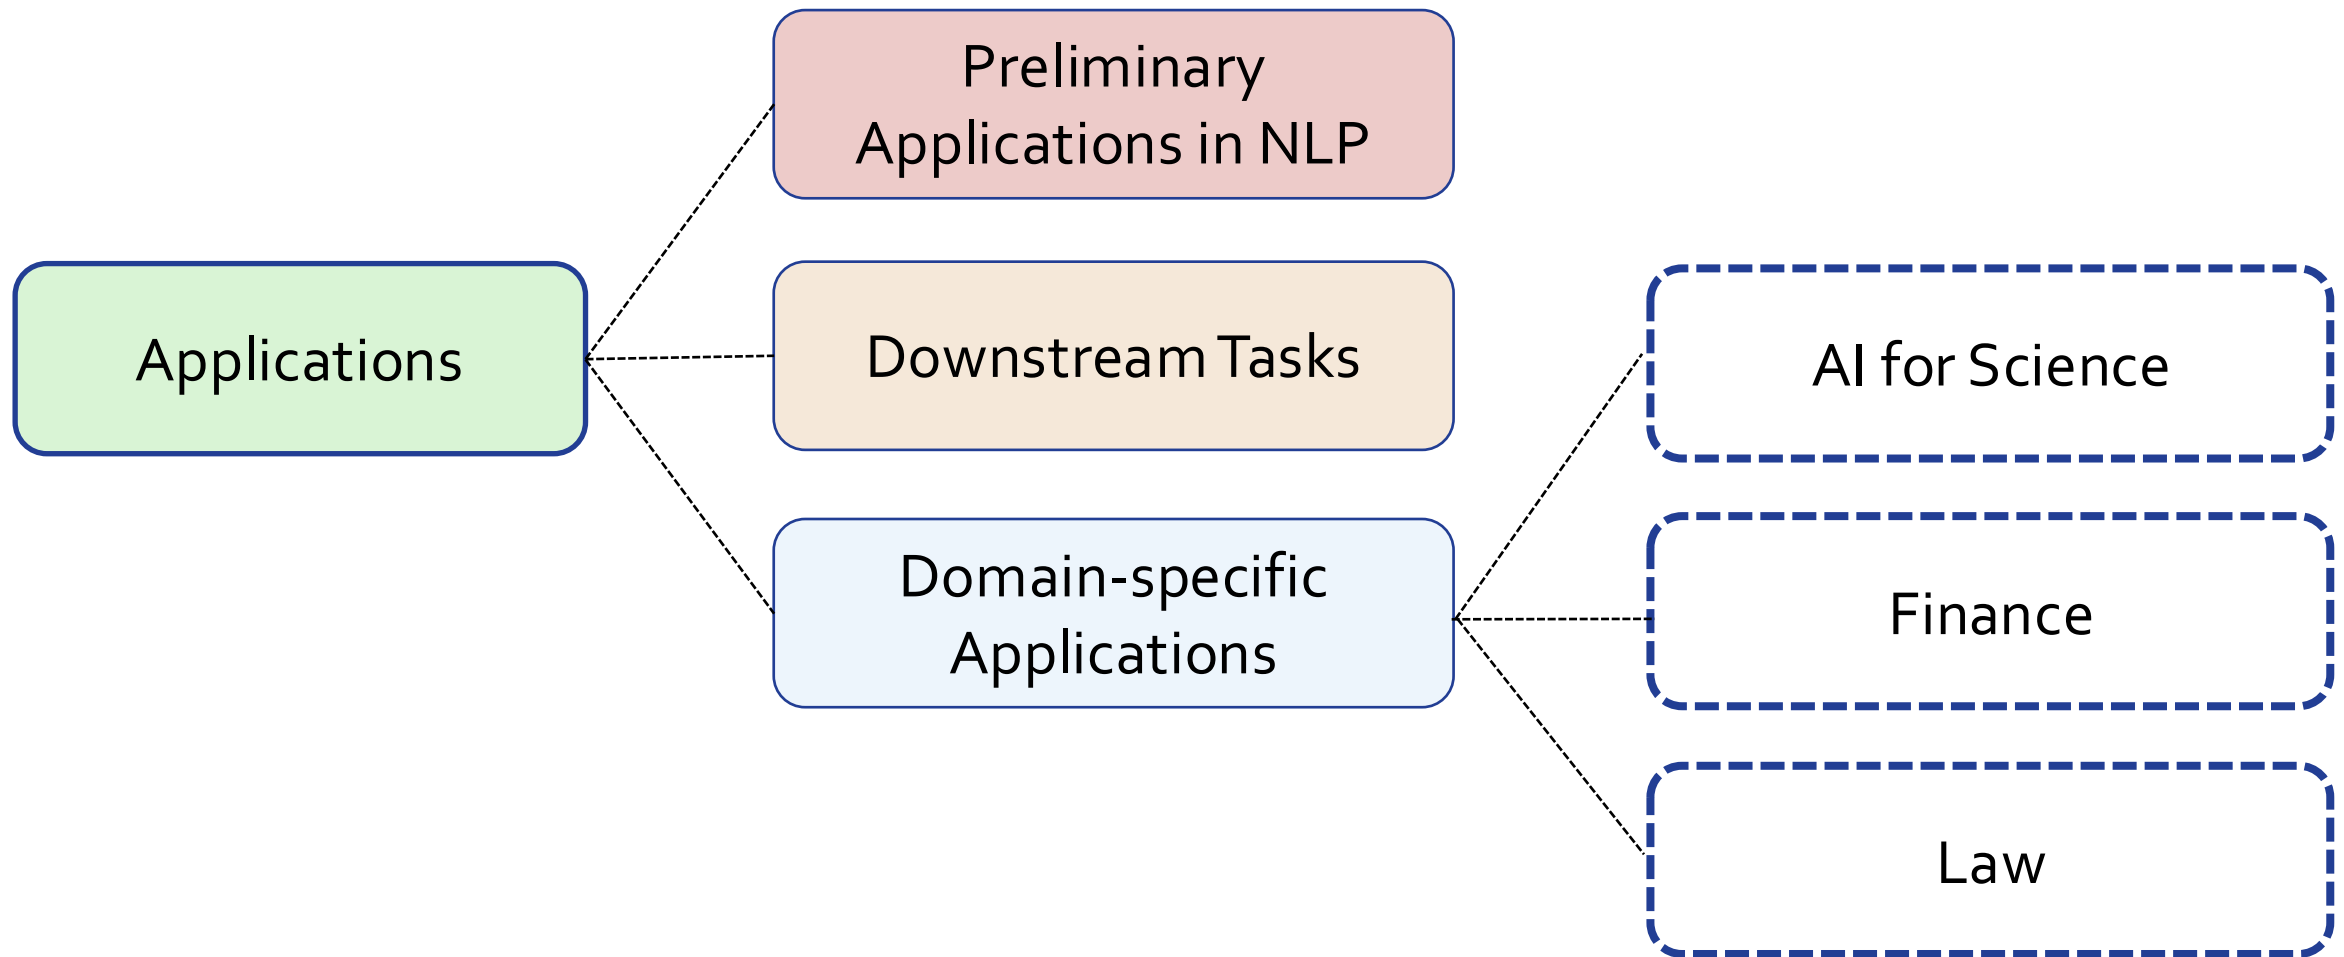 Preliminary
Applications in NLP
Applications
Downstream Tasks
AI for Science
Domain-specific
Applications
Finance
Law